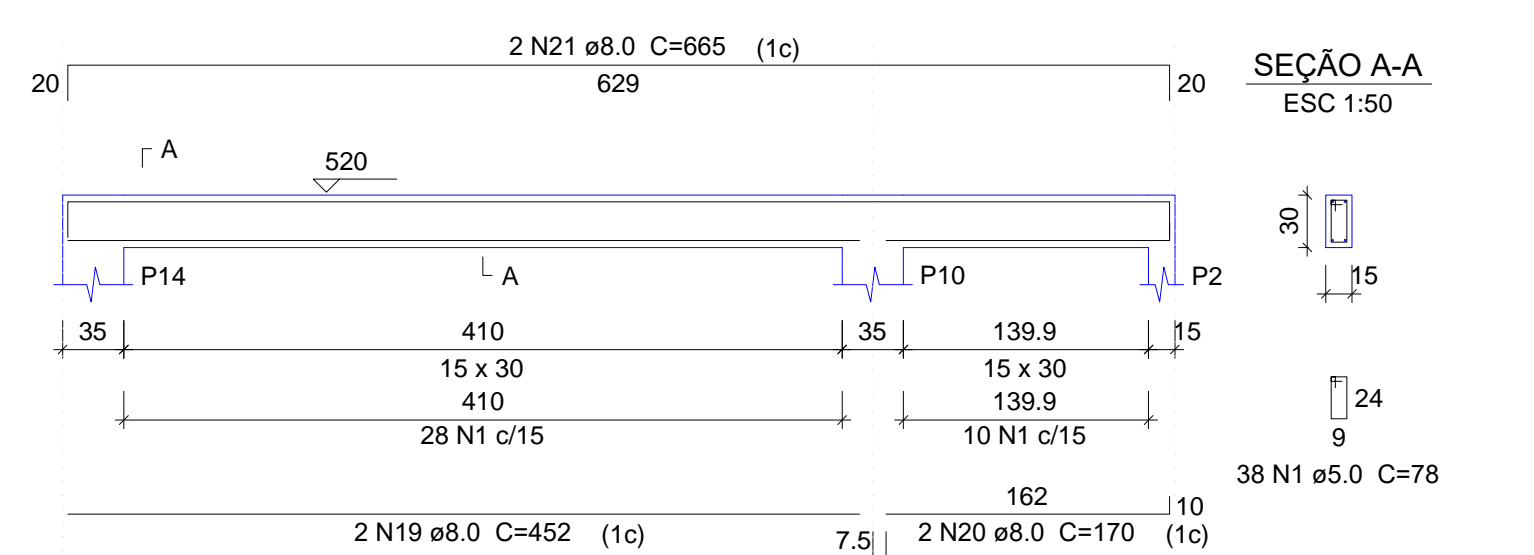 2 N21 ø8.0 C=665 (1c)
20
629
20
SEÇÃO A-A
ESC 1:50
A
520
30
P14
A
P10
P2
15
35
410
35
139.9
15
15 x 30
15 x 30
410
139.9
24
28 N1 c/15
10 N1 c/15
9
38 N1 ø5.0 C=78
162
10
2 N19 ø8.0 C=452 (1c)
7.5
2 N20 ø8.0 C=170 (1c)